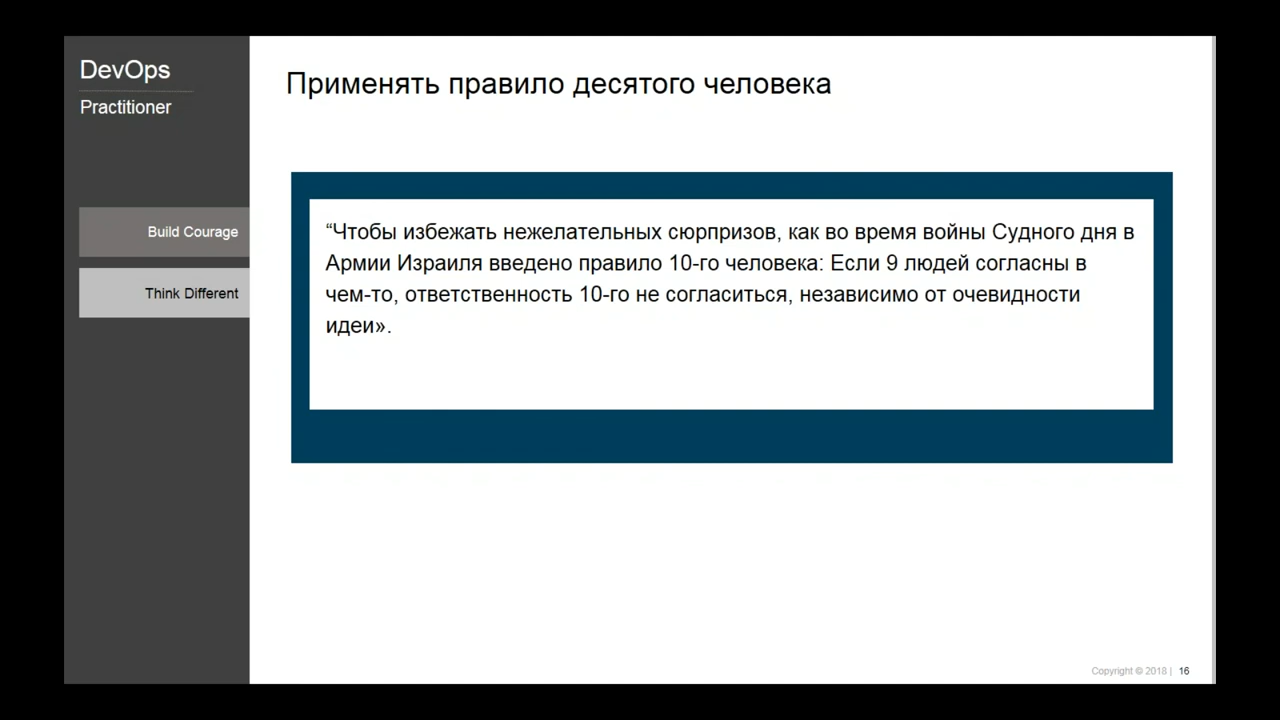 DevOps
Practitioner
Build Courage
Think Different
Применять правило десятого человека
“Чтобы избежать нежелательных сюрпризов, как во время войны Судного дня в
Армии Израиля введено правило 10-го человека: Если 9 людей согласны в
чем-то, ответственность 10-го не согласиться, независимо от очевидности
идеи».
Copyright © 2018 | 16